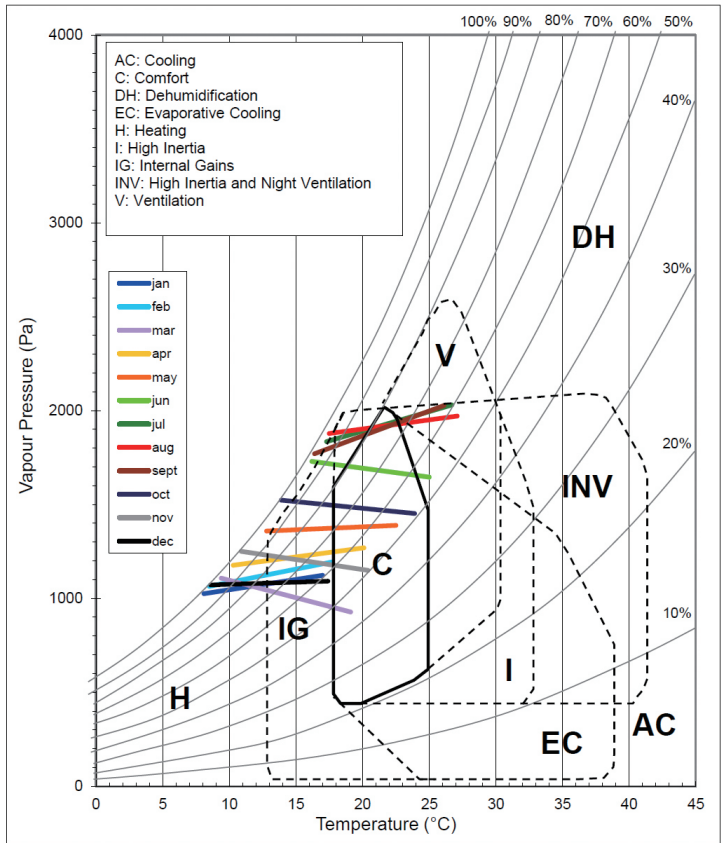 100% 90% 80% 70% 60% 50%
4000
AC: Cooling
C: Comfort
DH: Dehumidification
EC: Evaporative Cooling
H: Heating
I: High Inertia
IG: Internal Gains
INV: High Inertia and Night Ventilation
V: Ventilation
40%
3000
DH
30%
jan
feb
mar
apr
may
jun
jul
aug
sept
oct
nov
dec
V
Vapour Pressure (Pa)
2000
20%
INV
C
1000
IG
10%
H
I
AC
EC
0
0 5 10 15 20 25 30 35 40 45
Temperature (°C)